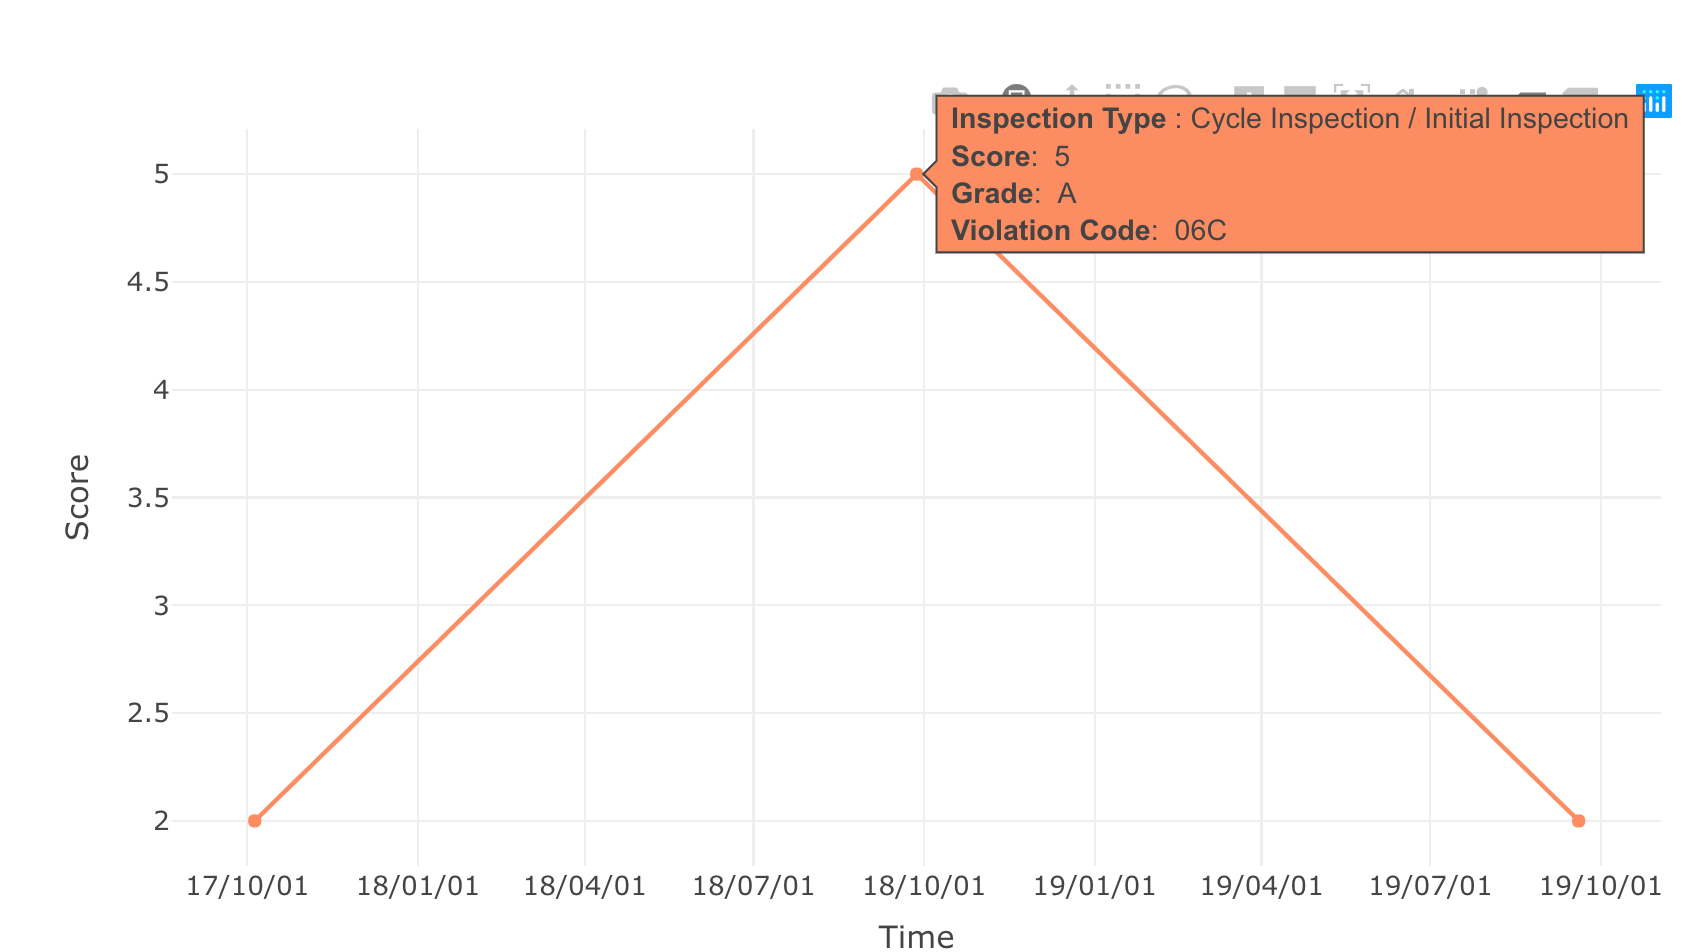 Inspection Type : Cycle Inspection / Initial Inspection
Score: 5
Grade: A
Violation Code: 06C
5
4.5
4
3.5
3
2.5
2
Score
17/10/01 18/01/01 18/04/01 18/07/01 18/10/01 19/01/01 19/04/01 19/07/01 19/10/01
Time